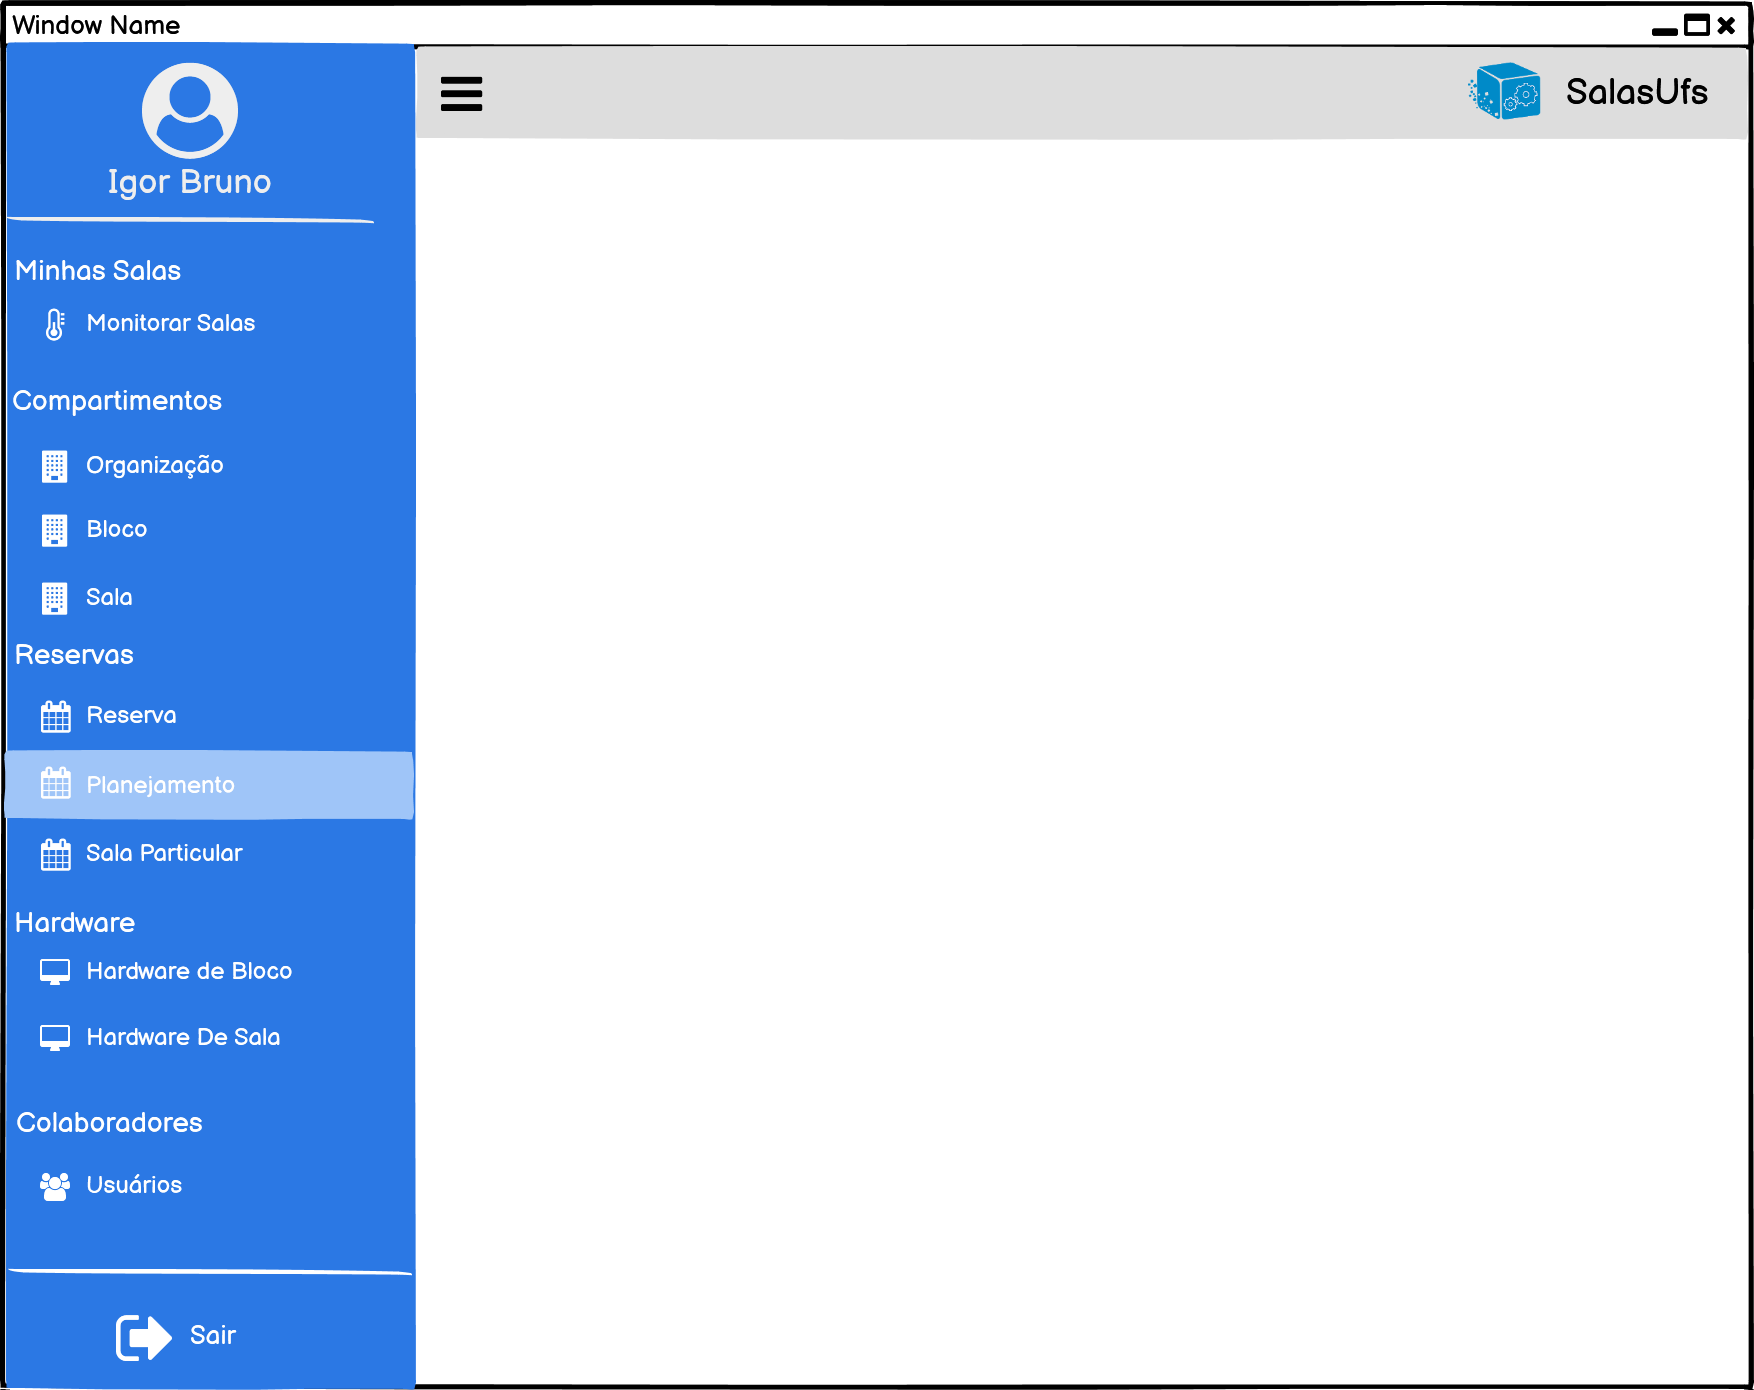 Window Name
Igor Bruno
SalasUfs
Minhas Salas
Monitorar Salas
Compartimentos
Organização
Bloco
Sala
Reservas
Reserva
Planejamento
Sala Particular
Hardware
Hardware de Bloco
Hardware De Sala
Colaboradores
Usuários
Sair